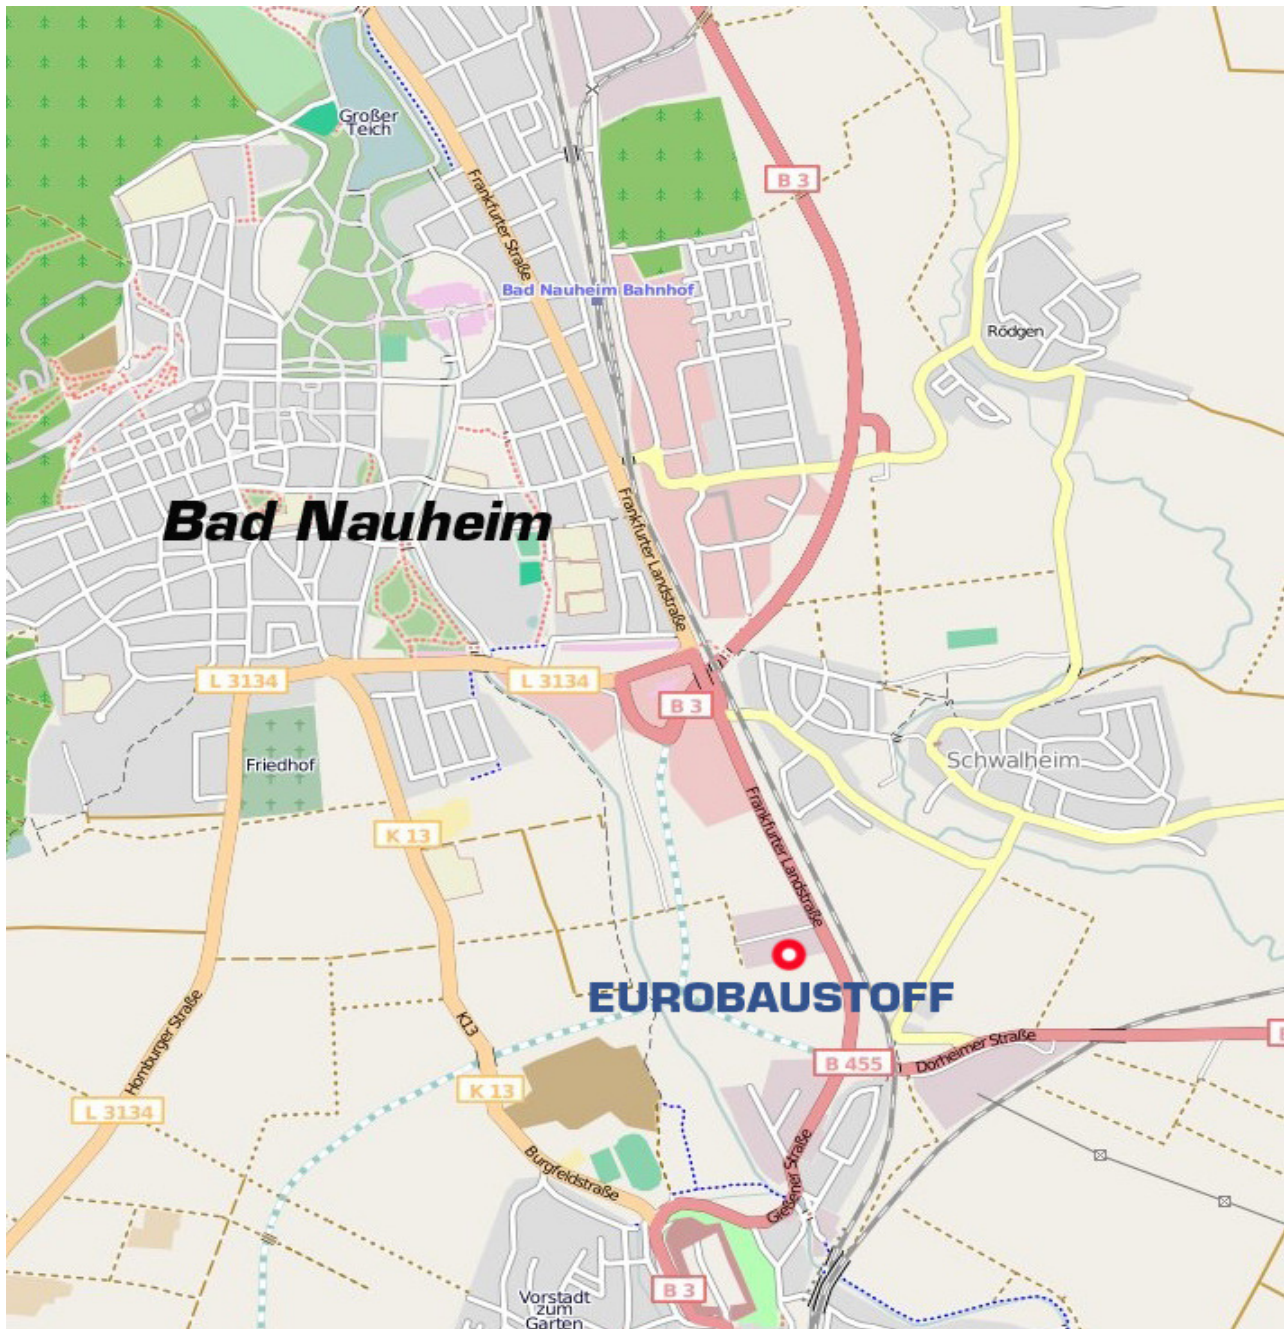 Großer
Teich
B 3
Frankfurter Straße
Bad Nauheim Bahnhof
Rödgen
Bad Nauheim
Frankfurter Landstraße
L 3134
L 3134
B 3
Schwalheim
Friedhof
Frankfurter Landstraße
K 13
EUROBAUSTOFF
Homburger Straße
K13
Dorheimer Straße
B 455
K 13
L 3134
Burgfeldstraße
Gießener Straße
B 3
Vorstadt
zum
Garten